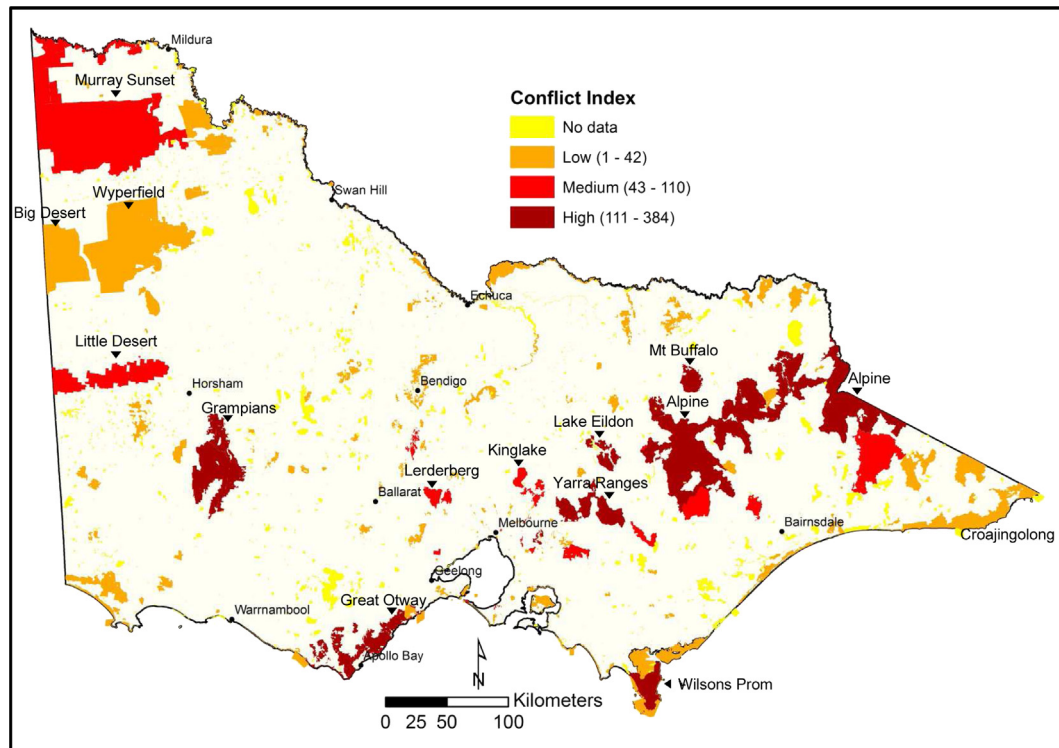 Mildura
Murray Sunset
Conflict Index
No data
Low (1 - 42)
Medium (43 - 110)
High (111 - 384)
Swan Hill
Wyperfield
Big Desert
Echuca
Little Desert
Mt Buffalo
Horsham
Bendigo
Alpine
Grampians
Alpine
Lake Eildon
Kinglake
Lerderberg
Yarra Ranges
Ballarat
Melbourne
Bairnsdale
Croajingolong
Geelong
Great Otway
Warrnambool
Apollo Bay
N
Wilsons Prom
Kilometers
0 25 50 100